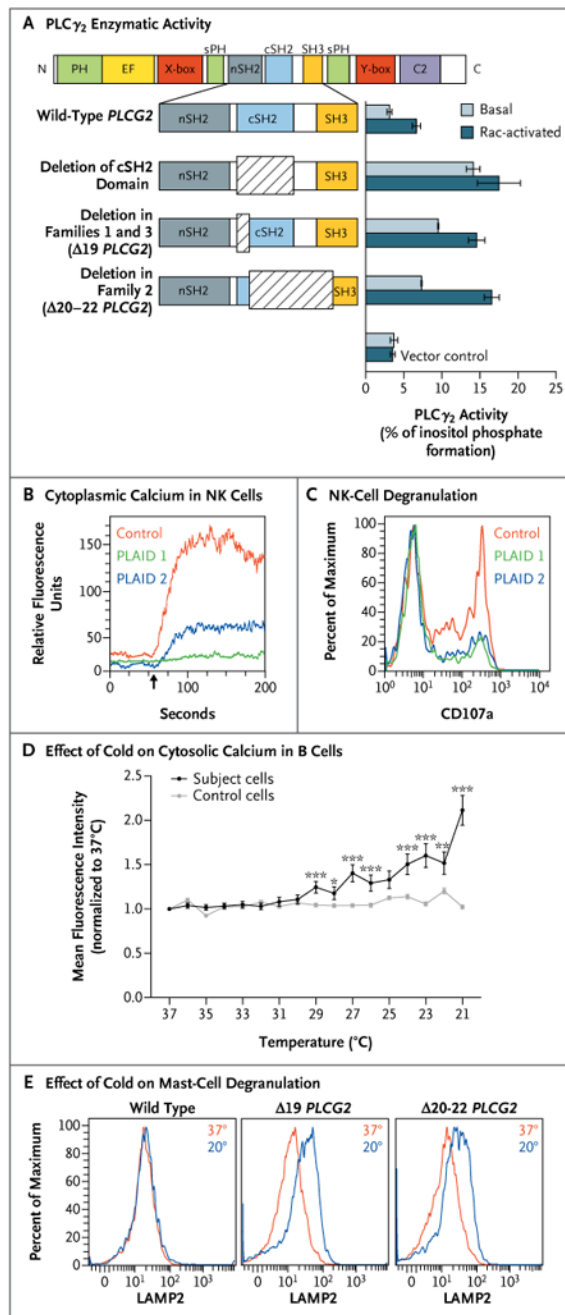 A PLCγ₂ Enzymatic Activity
sPH cSH2 SH3 sPH
N PH EF X-box nSH2 Y-box C2 C
Wild-Type PLCG2
nSH2 cSH2 SH3
Basal
Rac-activated
Deletion of cSH2
Domain
nSH2 SH3
Deletion in
Families 1 and 3
(Δ19 PLCG2)
nSH2 cSH2 SH3
Deletion in
Family 2
(Δ20–22 PLCG2)
nSH2 SH3
Vector control
0 5 10 15 20 25
PLCγ₂ Activity
(% of inositol phosphate
formation)
B Cytoplasmic Calcium in NK Cells
Control
PLAID 1
PLAID 2
Relative Fluorescence
Units
150
100
50
0
0 100 200
Seconds
C NK-Cell Degranulation
Control
PLAID 1
PLAID 2
Percent of Maximum
100
80
60
40
20
0
10⁰ 10¹ 10² 10³ 10⁴
CD107a
D Effect of Cold on Cytosolic Calcium in B Cells
Subject cells
Control cells
Mean Fluorescence Intensity
(normalized to 37°C)
2.5
2.0
1.5
1.0
0.5
0.0
*** * *** *** *** *** ** ***
37 35 33 31 29 27 25 23 21
Temperature (°C)
E Effect of Cold on Mast-Cell Degranulation
Wild Type Δ19 PLCG2 Δ20-22 PLCG2
Percent of Maximum
100
80
60
40
20
0
37° 37° 37°
20° 20° 20°
0 10¹ 10² 10³ 0 10¹ 10² 10³ 0 10¹ 10² 10³
LAMP2 LAMP2 LAMP2